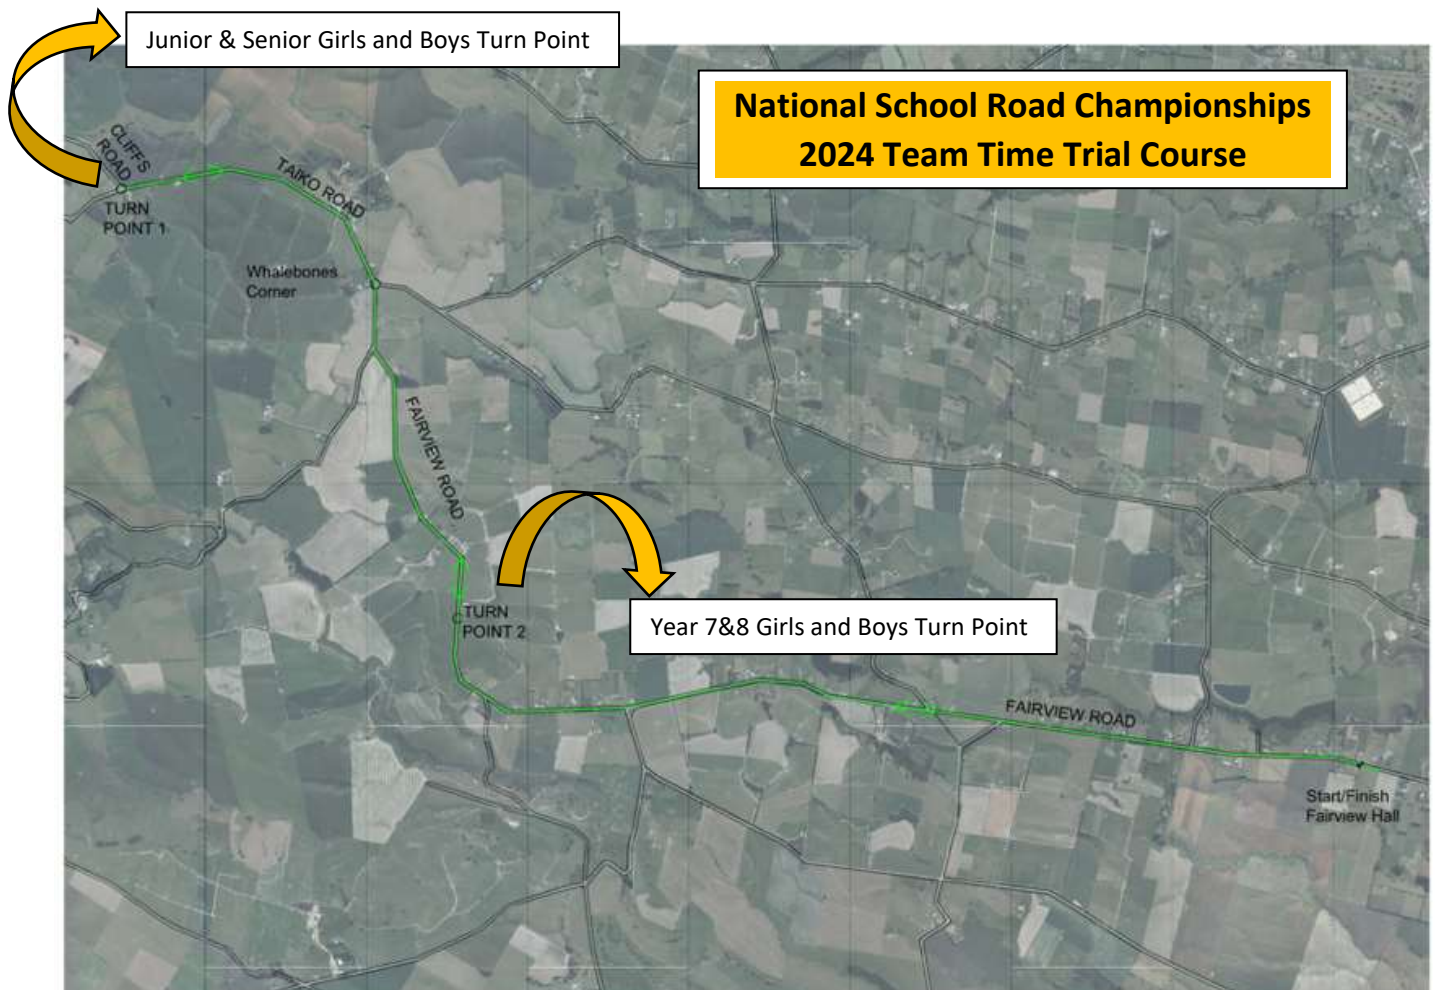 Junior & Senior Girls and Boys Turn Point
National School Road Championships
2024 Team Time Trial Course
CLIFFS
ROAD
TAIKO ROAD
TURN
POINT 1
Whalebones
Corner
FAIRVIEW ROAD
TURN
POINT 2
Year 7&8 Girls and Boys Turn Point
FAIRVIEW ROAD
Start/Finish
Fairview Hall